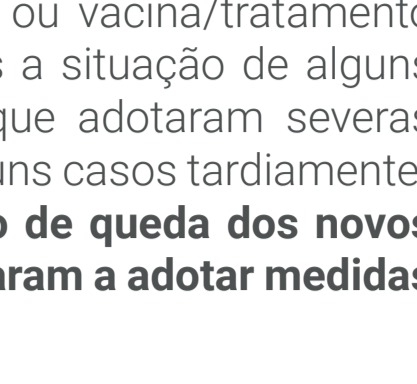 ou vacina/tratamento
s a situação de alguns
que adotaram severas
uns casos tardiamente
o de queda dos novos
aram a adotar medidas